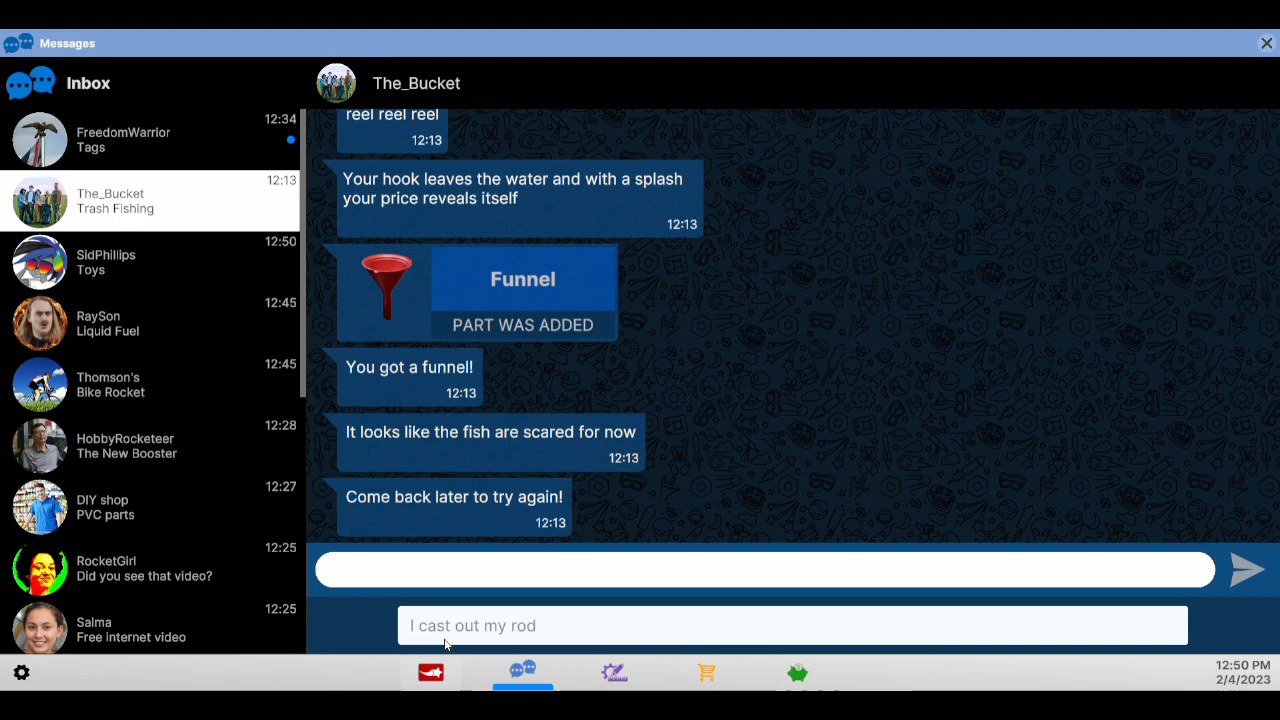 Messages
Inbox
FreedomWarrior
Tags
12:34
The_Bucket
Trash Fishing
12:13
SidPhillips
Toys
12:50
RaySon
Liquid Fuel
12:45
Thomson's
Bike Rocket
12:45
HobbyRocketeer
The New Booster
12:28
DIY shop
PVC parts
12:27
RocketGirl
Did you see that video?
12:25
Salma
Free internet video
12:25
The_Bucket
reel reel reel
12:13
Your hook leaves the water and with a splash
your price reveals itself
12:13
Funnel
PART WAS ADDED
You got a funnel!
12:13
It looks like the fish are scared for now
12:13
Come back later to try again!
12:13
I cast out my rod
12:50 PM
2/4/2023